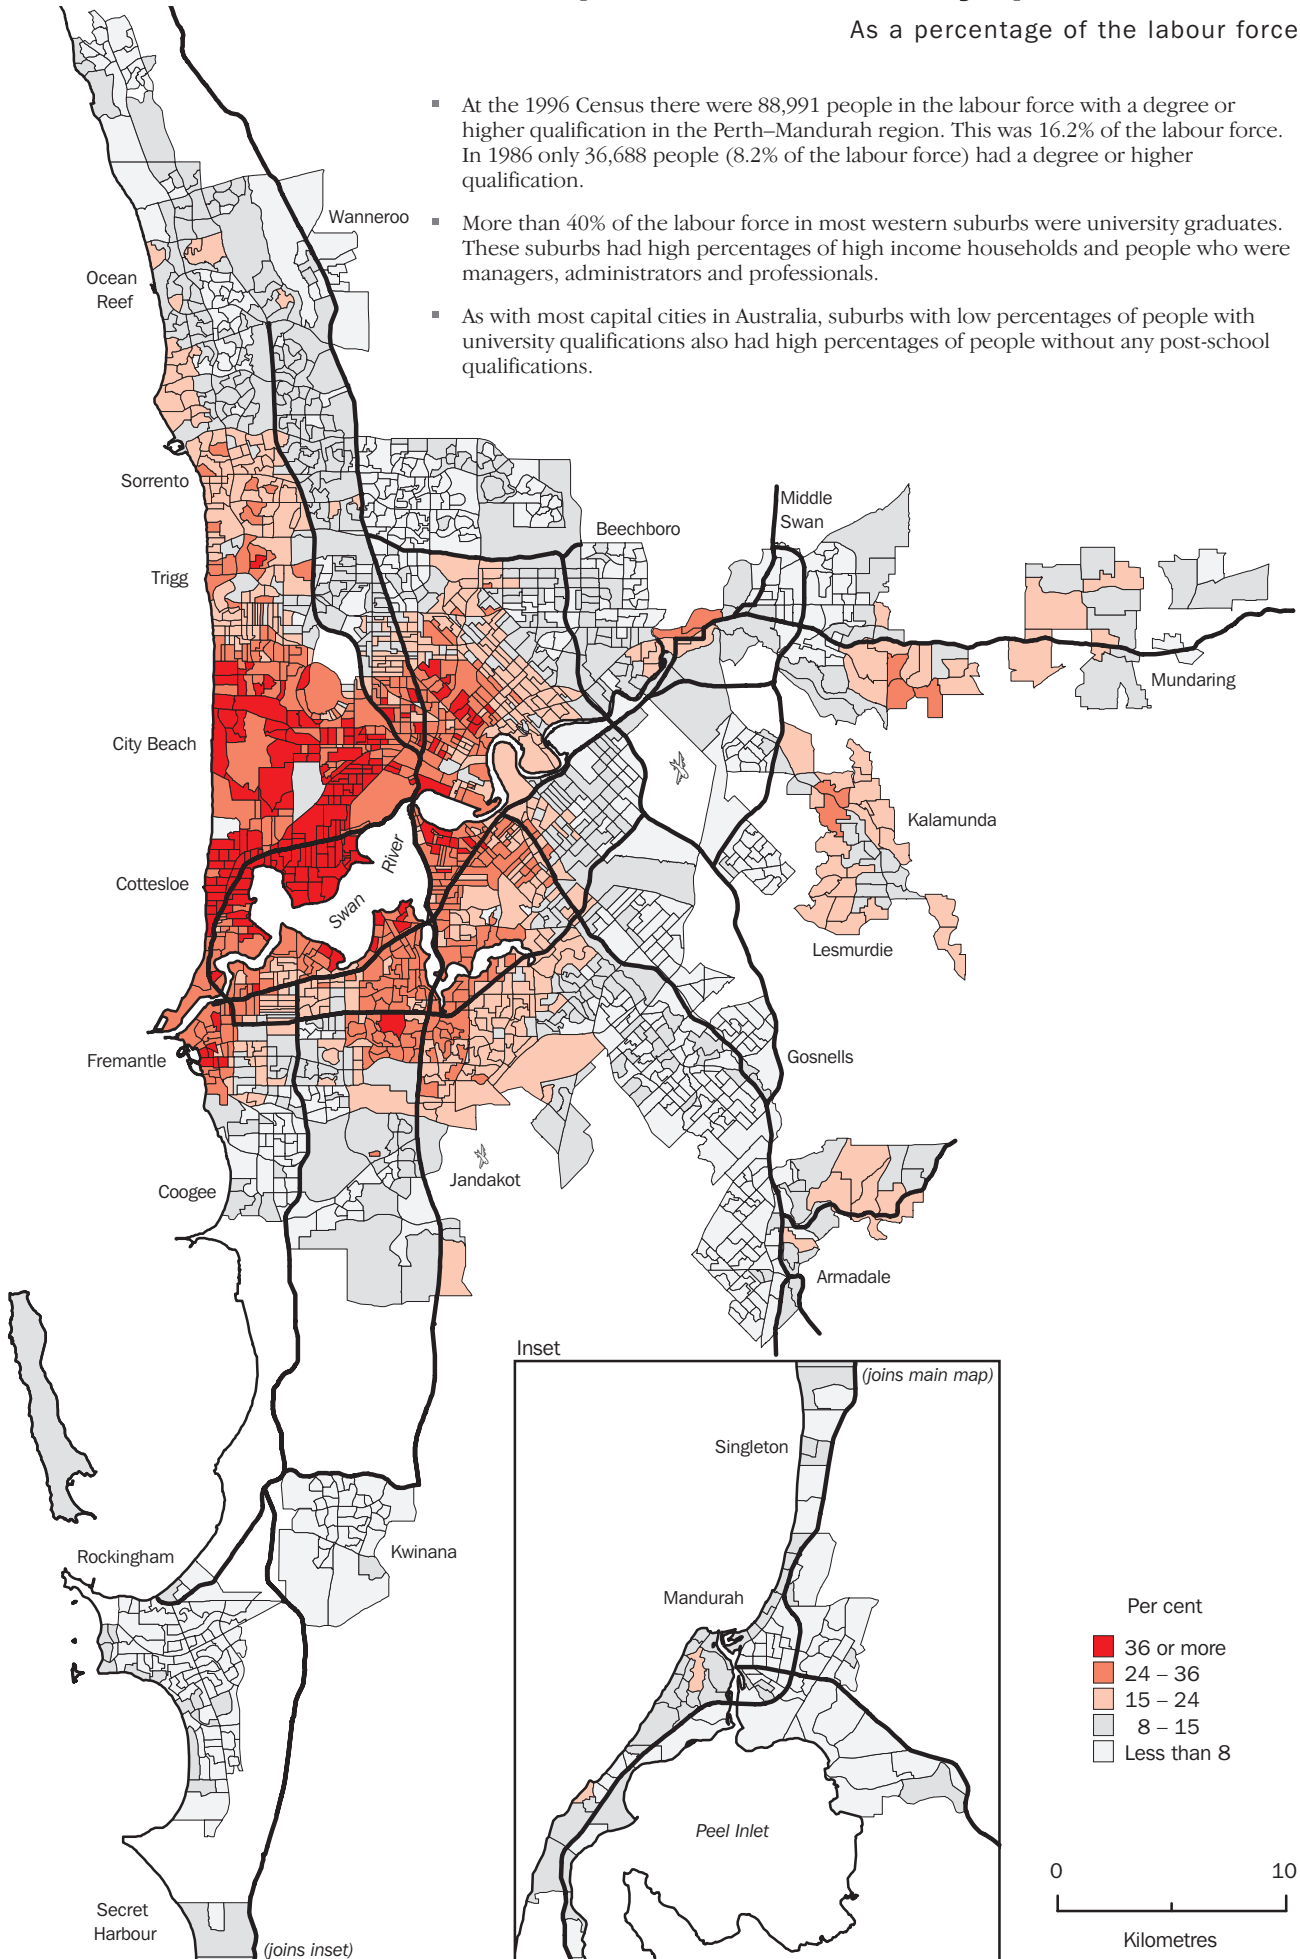 As a percentage of the labour force
▪ At the 1996 Census there were 88,991 people in the labour force with a degree or
higher qualification in the Perth–Mandurah region. This was 16.2% of the labour force.
In 1986 only 36,688 people (8.2% of the labour force) had a degree or higher
qualification.
▪ More than 40% of the labour force in most western suburbs were university graduates.
These suburbs had high percentages of high income households and people who were
managers, administrators and professionals.
▪ As with most capital cities in Australia, suburbs with low percentages of people with
university qualifications also had high percentages of people without any post-school
qualifications.
Wanneroo
Ocean
Reef
Sorrento
Middle
Swan
Beechboro
Trigg
Mundaring
City Beach
Kalamunda
River
Swan
Cottesloe
Lesmurdie
Fremantle
Gosnells
Jandakot
Coogee
Armadale
Inset
(joins main map)
Singleton
Rockingham
Kwinana
Mandurah
Peel Inlet
Secret
Harbour
(joins inset)
Per cent
36 or more
24 – 36
15 – 24
8 – 15
Less than 8
0 10
Kilometres